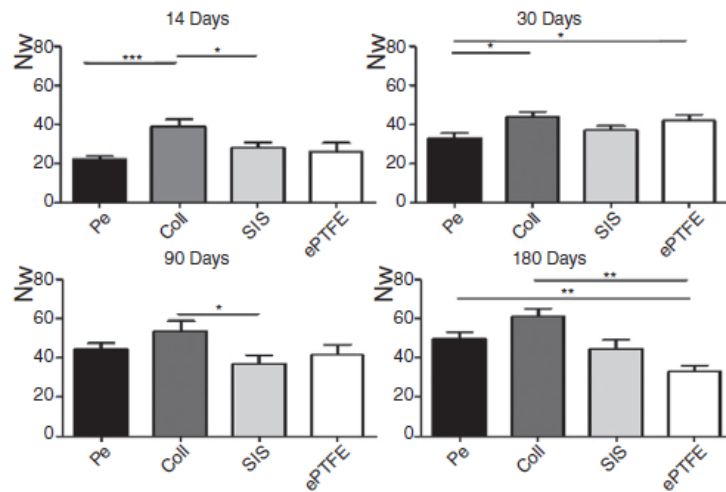 14 Days
Nw
80
60
40
20
0
***
*
Pe
Coll
SIS
ePTFE
30 Days
Nw
80
60
40
20
0
*
*
Pe
Coll
SIS
ePTFE
90 Days
Nw
80
60
40
20
0
*
Pe
Coll
SIS
ePTFE
180 Days
Nw
80
60
40
20
0
**
**
Pe
Coll
SIS
ePTFE